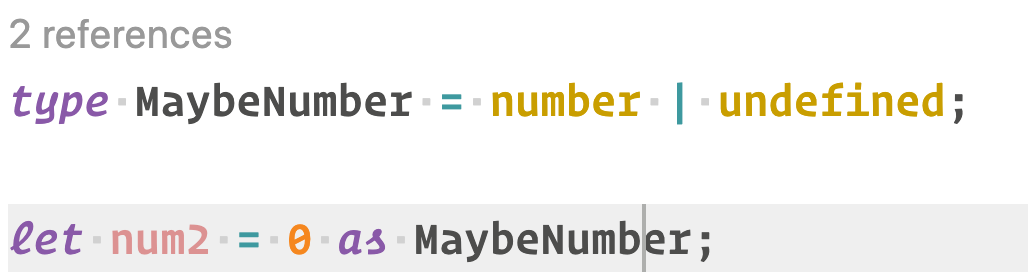 2 references
type MaybeNumber = number | undefined;
let num2 = 0 as MaybeNumber;